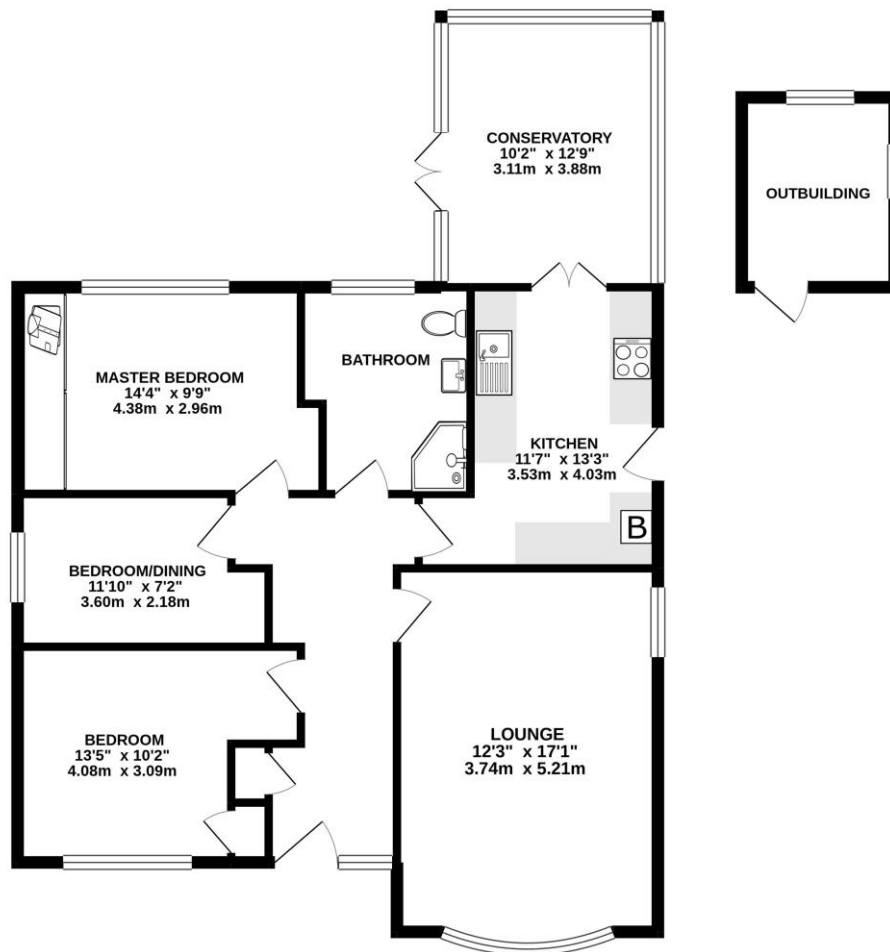 CONSERVATORY
10'2" x 12'9"
3.11m x 3.88m
OUTBUILDING
MASTER BEDROOM
14'4" x 9'9"
4.38m x 2.96m
BATHROOM
KITCHEN
11'7" x 13'3"
3.53m x 4.03m
B
BEDROOM/DINING
11'10" x 7'2"
3.60m x 2.18m
BEDROOM
13'5" x 10'2"
4.08m x 3.09m
LOUNGE
12'3" x 17'1"
3.74m x 5.21m